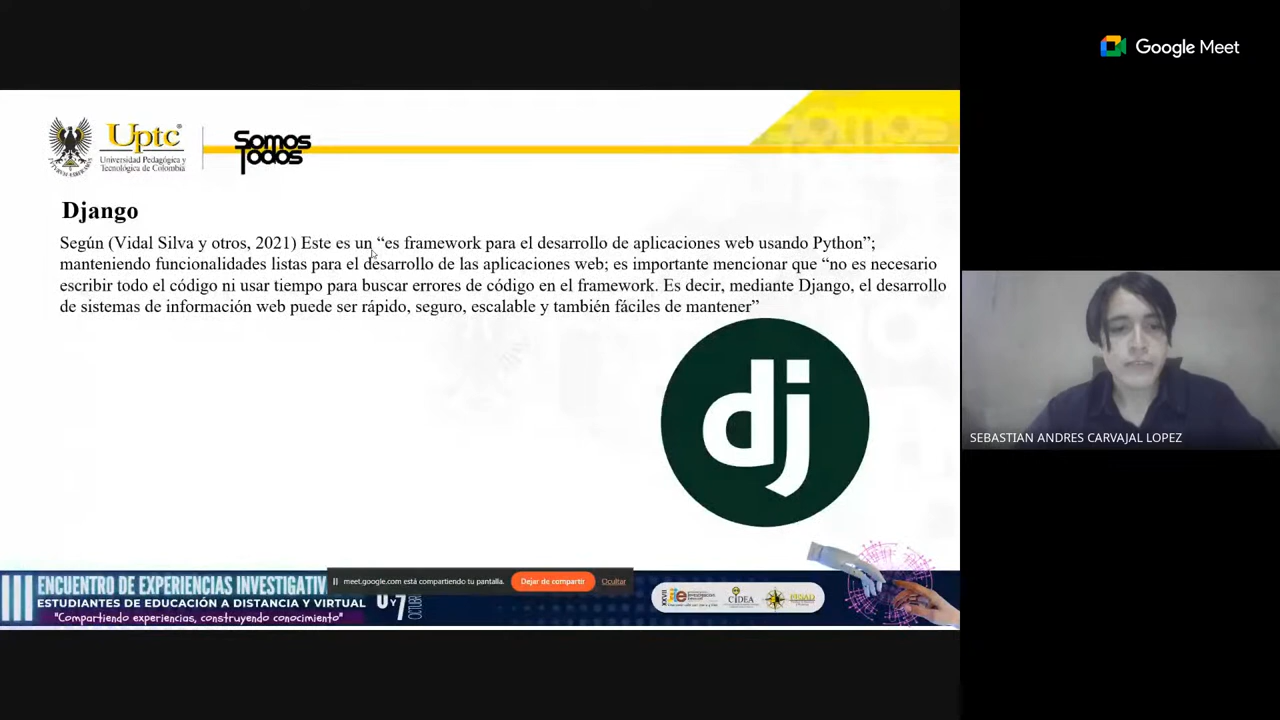 Google Meet
Uptc
Universidad Pedagógica y
Tecnológica de Colombia
Somos
Todos
Django
Según (Vidal Silva y otros, 2021) Este es un “es framework para el desarrollo de aplicaciones web usando Python”;
manteniendo funcionalidades listas para el desarrollo de las aplicaciones web; es importante mencionar que “no es necesario
escribir todo el código ni usar tiempo para buscar errores de código en el framework. Es decir, mediante Django, el desarrollo
de sistemas de información web puede ser rápido, seguro, escalable y también fáciles de mantener”
dj
SEBASTIAN ANDRES CARVAJAL LOPEZ
meet.google.com está compartiendo tu pantalla.
Dejar de compartir
Ocultar
III ENCUENTRO DE EXPERIENCIAS INVESTIGATIV
ESTUDIANTES DE EDUCACIÓN A DISTANCIA Y VIRTUAL
"Compartiendo experiencias, construyendo conocimiento"
Y 7
CIDEA